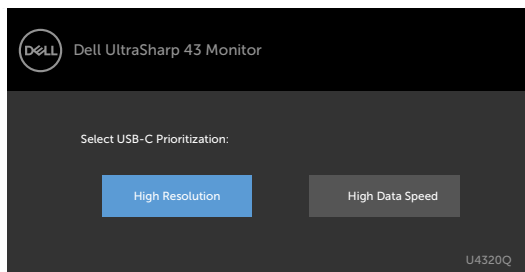 DELL
Dell UltraSharp 43 Monitor
Select USB-C Prioritization:
High Resolution
High Data Speed
U4320Q